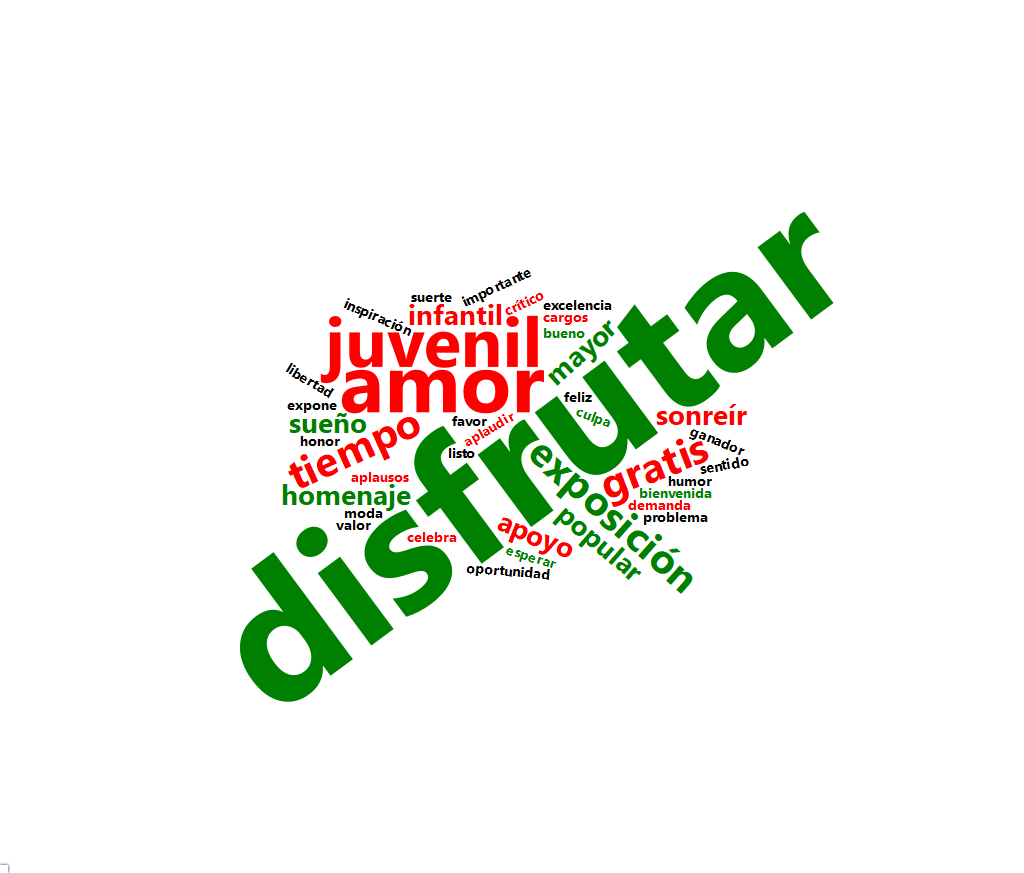 importante
suerte
crítico
inspiración
excelencia
infantil
cargos
juvenil
bueno
mayor
libertad
amor
feliz
expone
culpa
disfrutar
sonreír
favor
sueño
aplaudir
tiempo
honor
ganador
listo
sentido
gratis
aplausos
humor
homenaje
bienvenida
exposición
demanda
moda
problema
valor
celebra
apoyo
popular
esperar
oportunidad